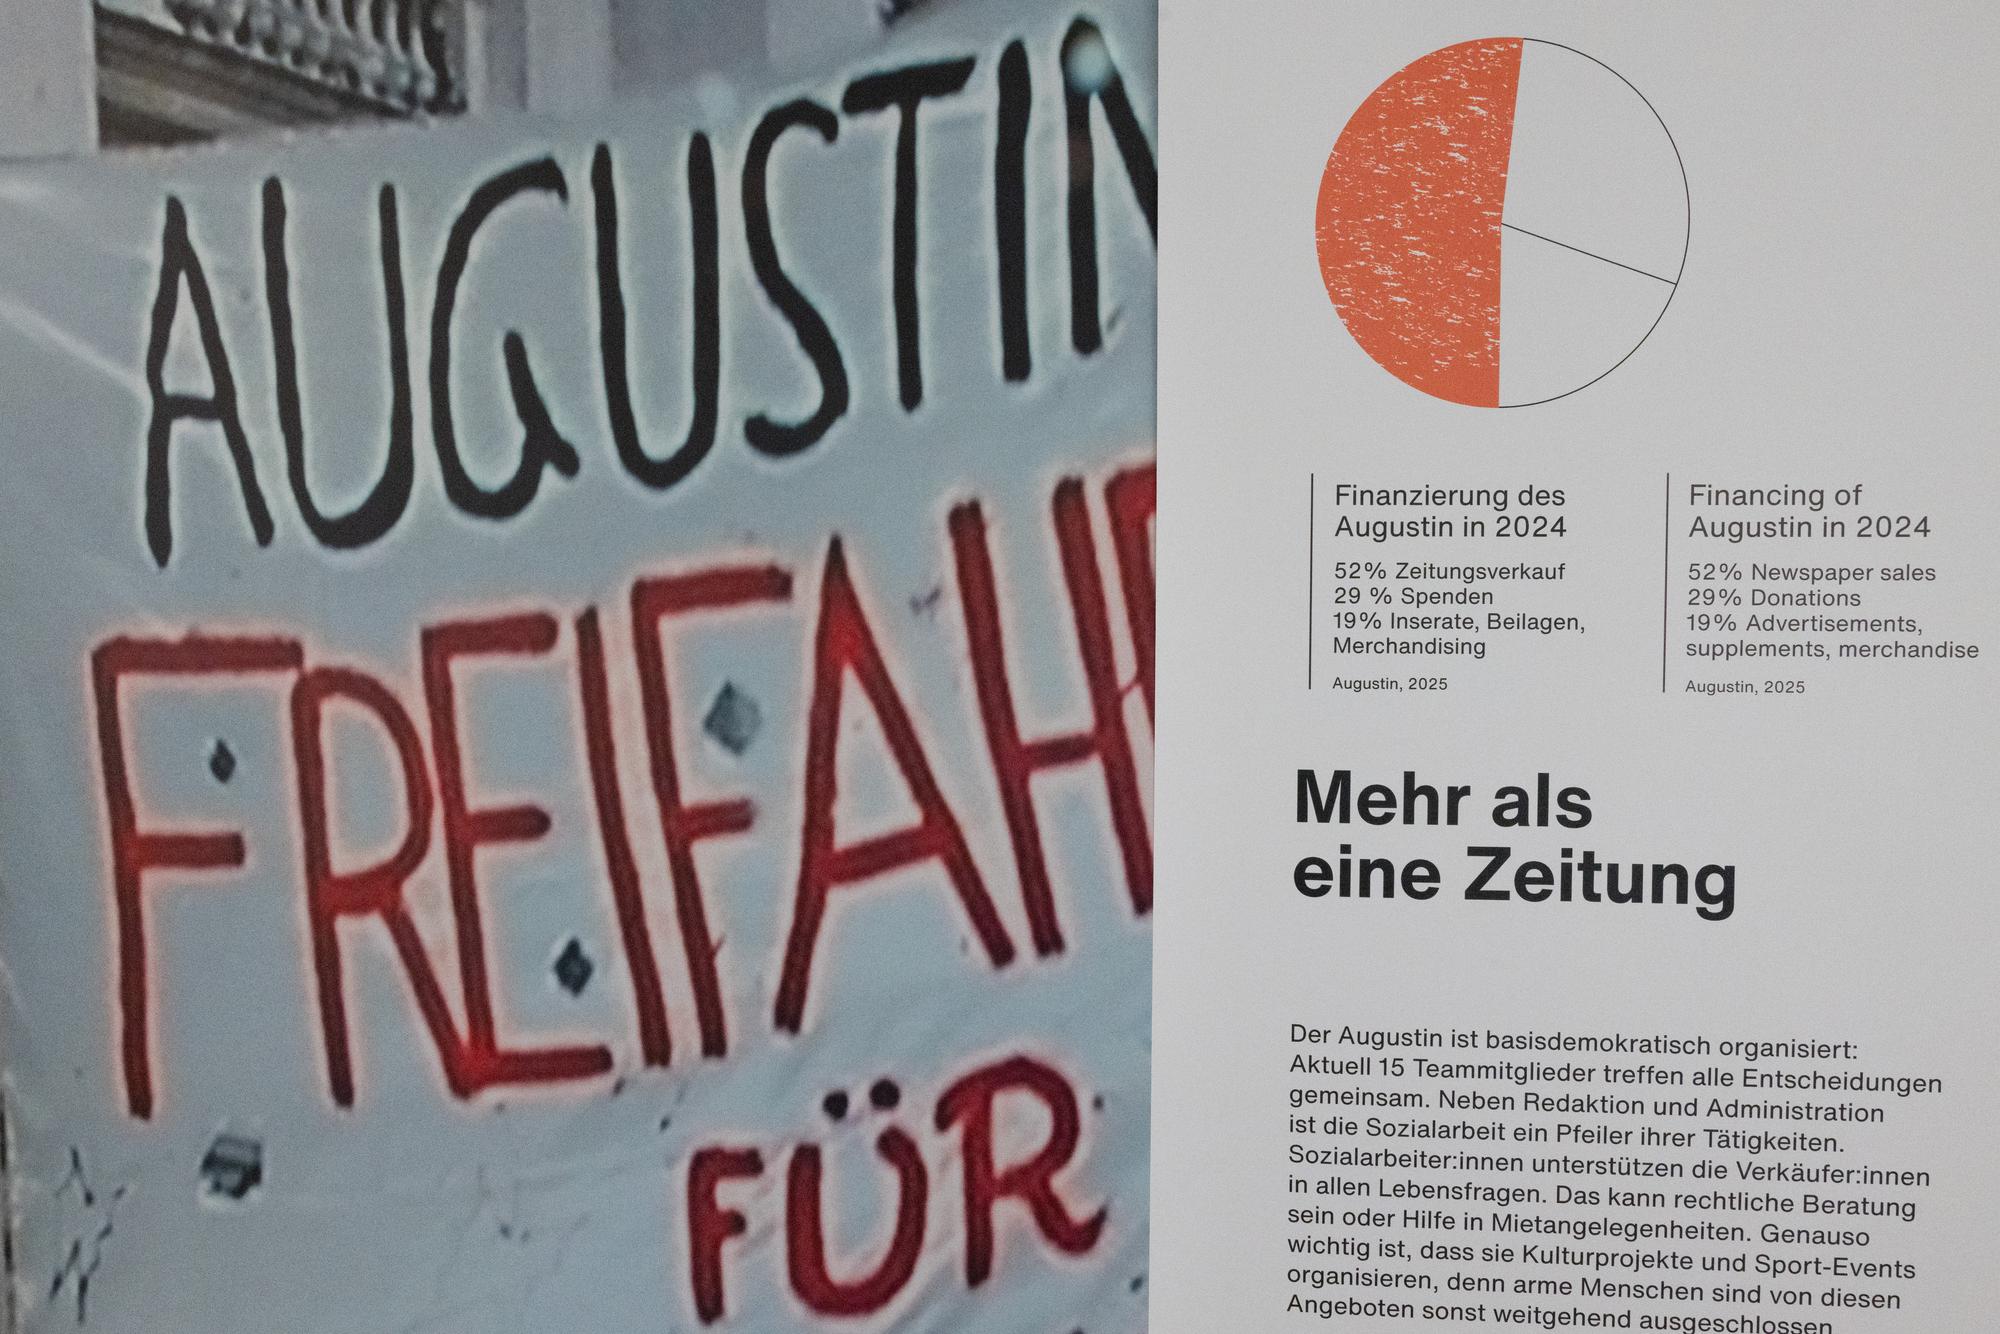 AUGUSTIN
FREIFAH
FÜR
Finanzierung des
Augustin in 2024
52% Zeitungsverkauf
29 % Spenden
19% Inserate, Beilagen,
Merchandising
Augustin, 2025
Financing of
Augustin in 2024
52% Newspaper sales
29% Donations
19% Advertisements,
supplements, merchandise
Augustin, 2025
Mehr als
eine Zeitung
Der Augustin ist basisdemokratisch organisiert:
Aktuell 15 Teammitglieder treffen alle Entscheidungen
gemeinsam. Neben Redaktion und Administration
ist die Sozialarbeit ein Pfeiler ihrer Tätigkeiten.
Sozialarbeiter:innen unterstützen die Verkäufer:innen
in allen Lebensfragen. Das kann rechtliche Beratung
sein oder Hilfe in Mietangelegenheiten. Genauso
wichtig ist, dass sie Kulturprojekte und Sport-Events
organisieren, denn arme Menschen sind von diesen
Angeboten sonst weitgehend ausgeschlossen